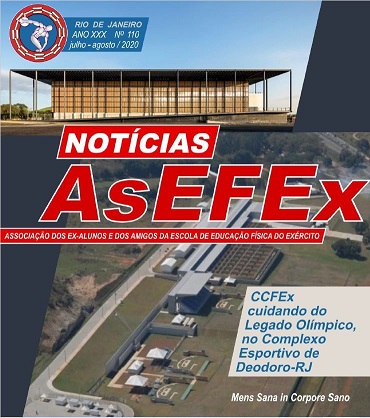 RIO DE JANEIRO
ANO XXX Nº 110
julho - agosto / 2020
NOTÍCIAS
AsEFEx
ASSOCIAÇÃO DOS EX-ALUNOS E DOS AMIGOS DA ESCOLA DE EDUCAÇÃO FÍSICA DO EXÉRCITO
CCFEx
cuidando do
Legado Olímpico,
no Complexo
Esportivo de
Deodoro-RJ
Mens Sana in Corpore Sano